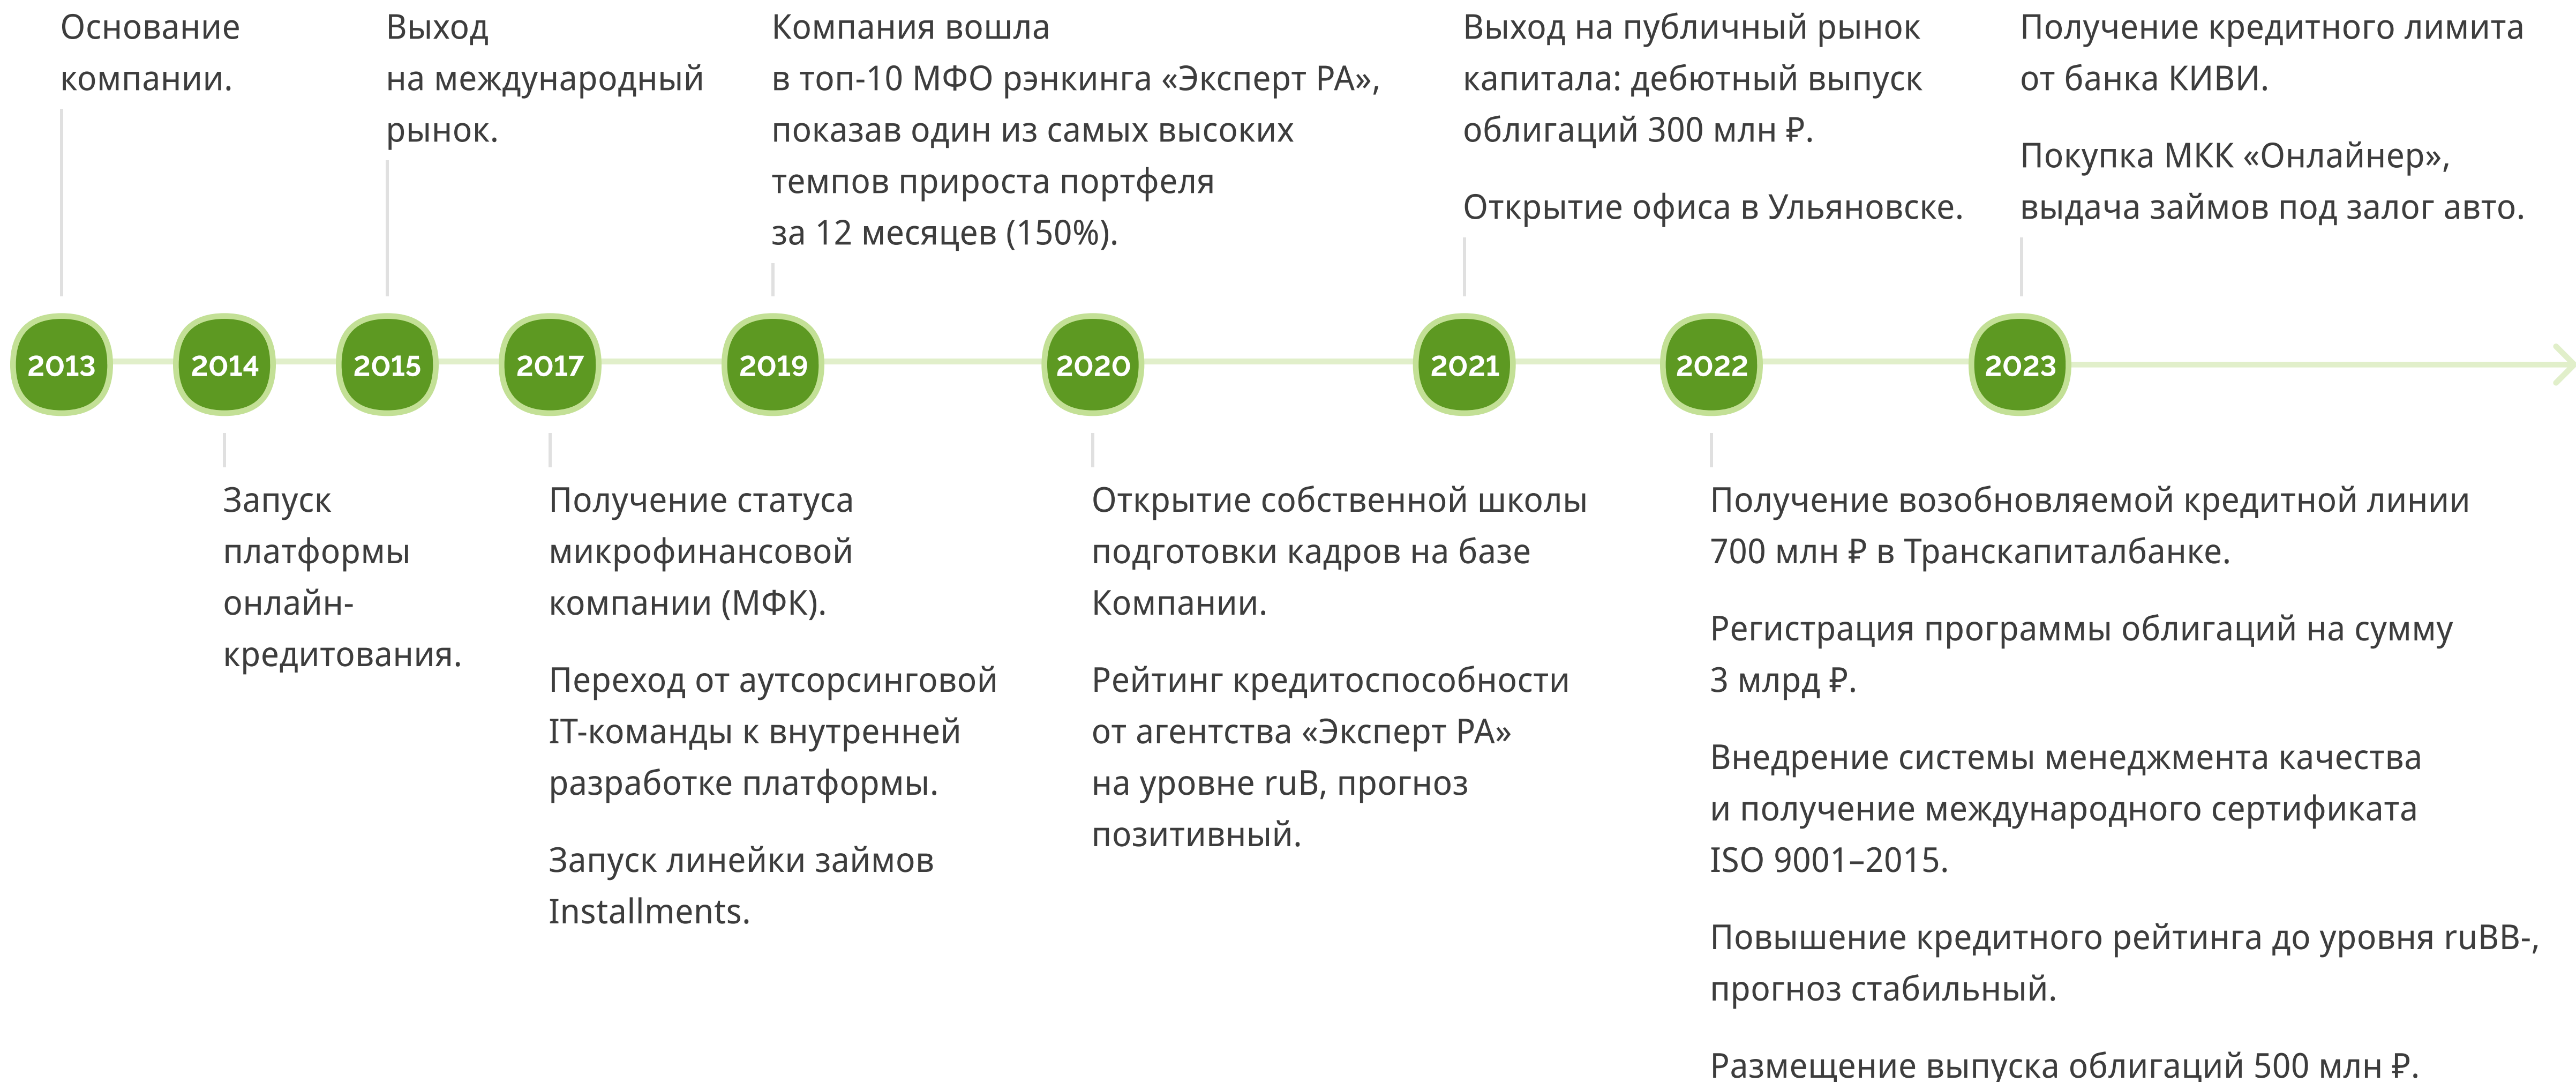 Основание
компании.
Выход
на международный
рынок.
Компания вошла
в топ-10 МФО рэнкинга «Эксперт РА»,
показав один из самых высоких
темпов прироста портфеля
за 12 месяцев (150%).
Выход на публичный рынок
капитала: дебютный выпуск
облигаций 300 млн ₽.
Открытие офиса в Ульяновске.
Получение кредитного лимита
от банка КИВИ.
Покупка МКК «Онлайнер»,
выдача займов под залог авто.
2013
2014
2015
2017
2019
2020
2021
2022
2023
Запуск
платформы
онлайн-
кредитования.
Получение статуса
микрофинансовой
компании (МФК).
Переход от аутсорсинговой
IT-команды к внутренней
разработке платформы.
Запуск линейки займов
Installments.
Открытие собственной школы
подготовки кадров на базе
Компании.
Рейтинг кредитоспособности
от агентства «Эксперт РА»
на уровне ruB, прогноз
позитивный.
Получение возобновляемой кредитной линии
700 млн ₽ в Транскапиталбанке.
Регистрация программы облигаций на сумму
3 млрд ₽.
Внедрение системы менеджмента качества
и получение международного сертификата
ISO 9001–2015.
Повышение кредитного рейтинга до уровня ruBB-,
прогноз стабильный.
Размещение выпуска облигаций 500 млн ₽.